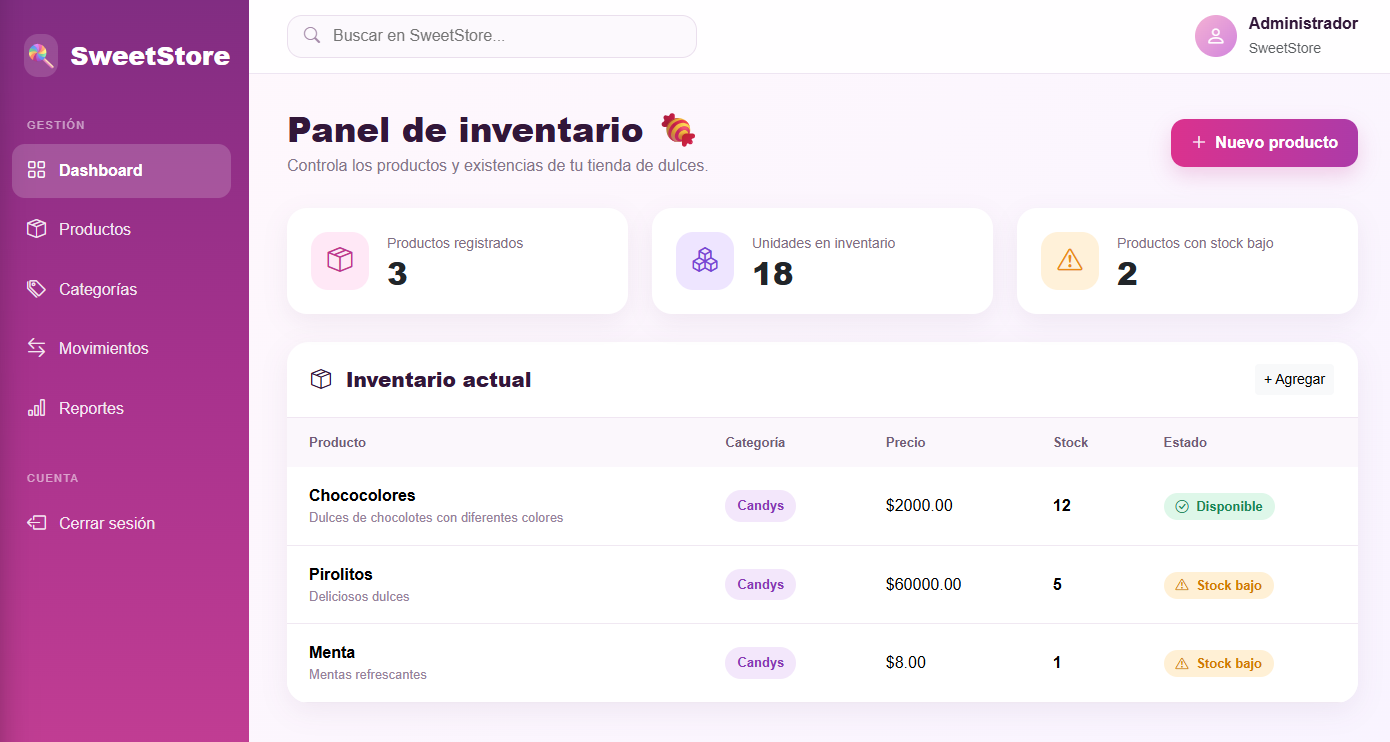 SweetStore
GESTIÓN
Dashboard
Productos
Categorías
Movimientos
Reportes
CUENTA
Cerrar sesión
Buscar en SweetStore...
Administrador
SweetStore
Panel de inventario
Controla los productos y existencias de tu tienda de dulces.
+ Nuevo producto
Productos registrados
3
Unidades en inventario
18
Productos con stock bajo
2
Inventario actual
+ Agregar
Producto Categoría Precio Stock Estado
Chococolores
Dulces de chocolotes con diferentes colores
Candys $2000.00 12 Disponible
Pirolitos
Deliciosos dulces
Candys $60000.00 5 Stock bajo
Menta
Mentas refrescantes
Candys $8.00 1 Stock bajo